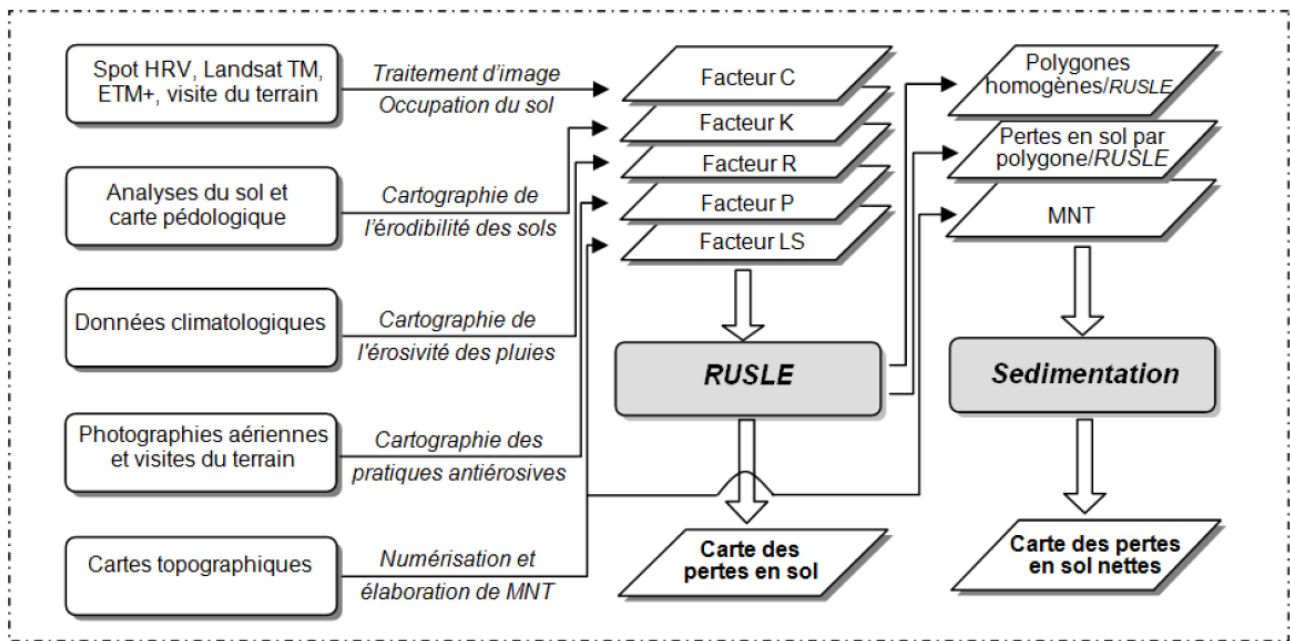 Spot HRV, Landsat TM,
ETM+, visite du terrain
Traitement d'image
Occupation du sol
Analyses du sol et
carte pédologique
Cartographie de
l'érodibilité des sols
Données climatologiques
Cartographie de
l'érosivité des pluies
Photographies aériennes
et visites du terrain
Cartographie des
pratiques antiérosives
Cartes topographiques
Numérisation et
élaboration de MNT
Facteur C
Facteur K
Facteur R
Facteur P
Facteur LS
RUSLE
Carte des
pertes en sol
Polygones
homogènes/RUSLE
Pertes en sol par
polygone/RUSLE
MNT
Sedimentation
Carte des pertes
en sol nettes